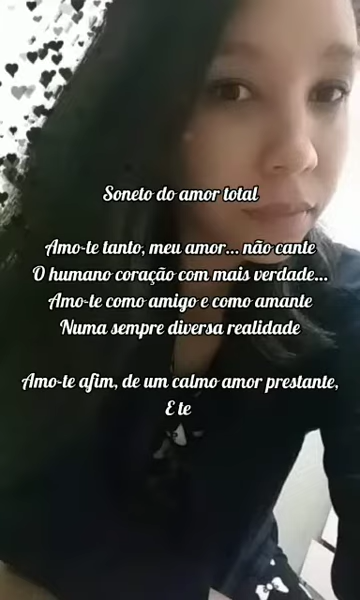 Soneto do amor total
Amo-te tanto, meu amor... não cante
O humano coração com mais verdade...
Amo-te como amigo e como amante
Numa sempre diversa realidade
Amo-te afim, de um calmo amor prestante,
E te